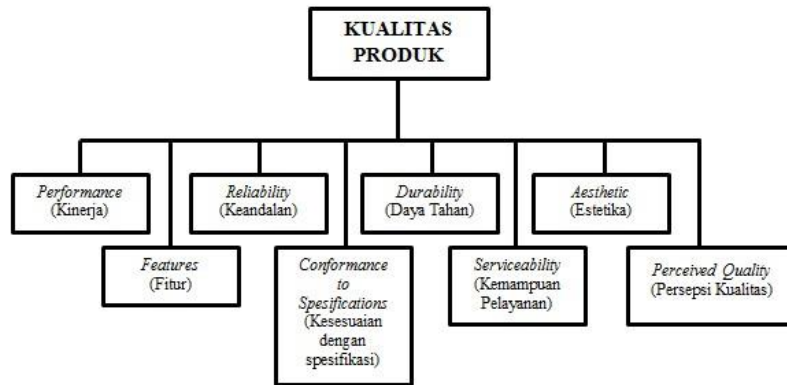 KUALITAS
PRODUK
Performance
(Kinerja)
Features
(Fitur)
Reliability
(Keandalan)
Conformance
to
Spesifications
(Kesesuaian
dengan
spesifikasi)
Durability
(Daya Tahan)
Serviceability
(Kemampuan
Pelayanan)
Aesthetic
(Estetika)
Perceived Quality
(Persepsi Kualitas)